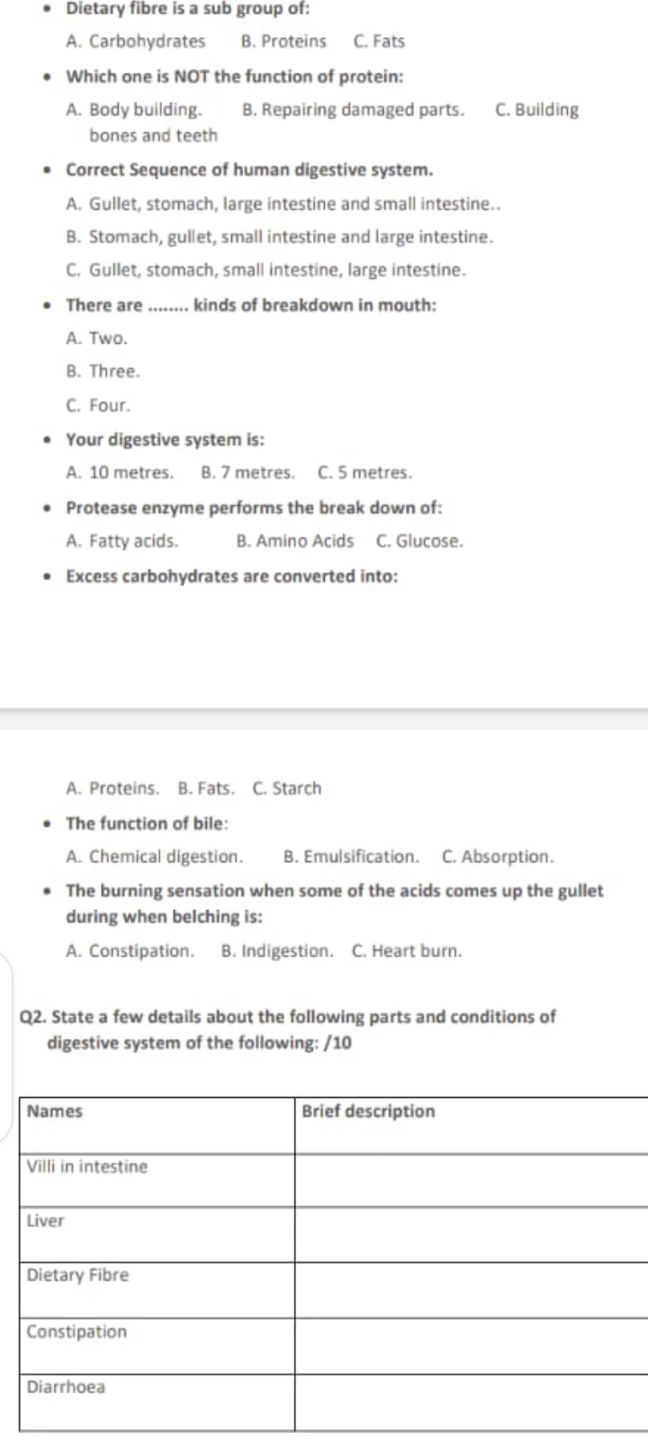 • Dietary fibre is a sub group of:
A. Carbohydrates B. Proteins C. Fats
• Which one is NOT the function of protein:
A. Body building. B. Repairing damaged parts. C. Building
bones and teeth
• Correct Sequence of human digestive system.
A. Gullet, stomach, large intestine and small intestine..
B. Stomach, gullet, small intestine and large intestine.
C. Gullet, stomach, small intestine, large intestine.
• There are ........ kinds of breakdown in mouth:
A. Two.
B. Three.
C. Four.
• Your digestive system is:
A. 10 metres. B. 7 metres. C. 5 metres.
• Protease enzyme performs the break down of:
A. Fatty acids. B. Amino Acids C. Glucose.
• Excess carbohydrates are converted into:
A. Proteins. B. Fats. C. Starch
• The function of bile:
A. Chemical digestion. B. Emulsification. C. Absorption.
• The burning sensation when some of the acids comes up the gullet
during when belching is:
A. Constipation. B. Indigestion. C. Heart burn.
Q2. State a few details about the following parts and conditions of
digestive system of the following: /10
Names Brief description
Villi in intestine
Liver
Dietary Fibre
Constipation
Diarrhoea